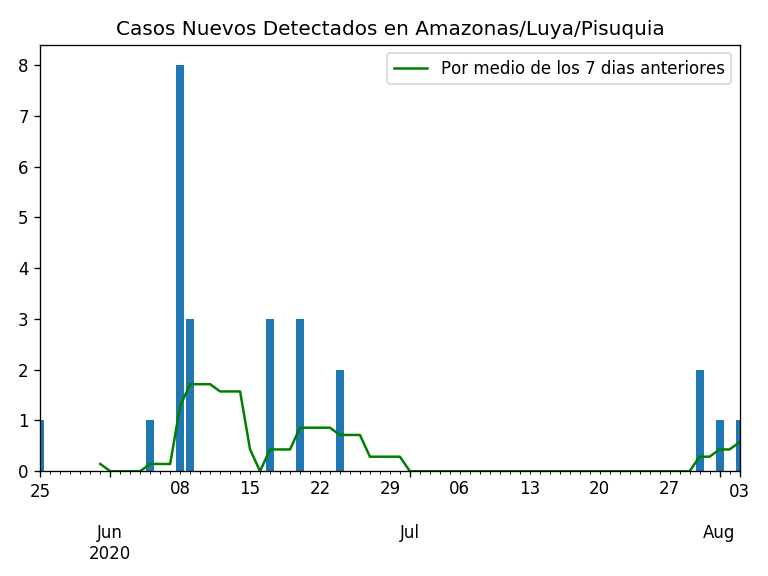 Casos Nuevos Detectados en Amazonas/Luya/Pisuquia
Por medio de los 7 dias anteriores
8
7
6
5
4
3
2
1
0
25 08 15 22 29 06 13 20 27 03
Jun Jul Aug
2020